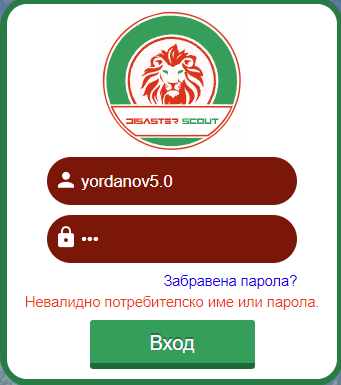 DISASTER SCOUT
yordanov5.0
•••
Забравена парола?
Невалидно потребителско име или парола.
Вход